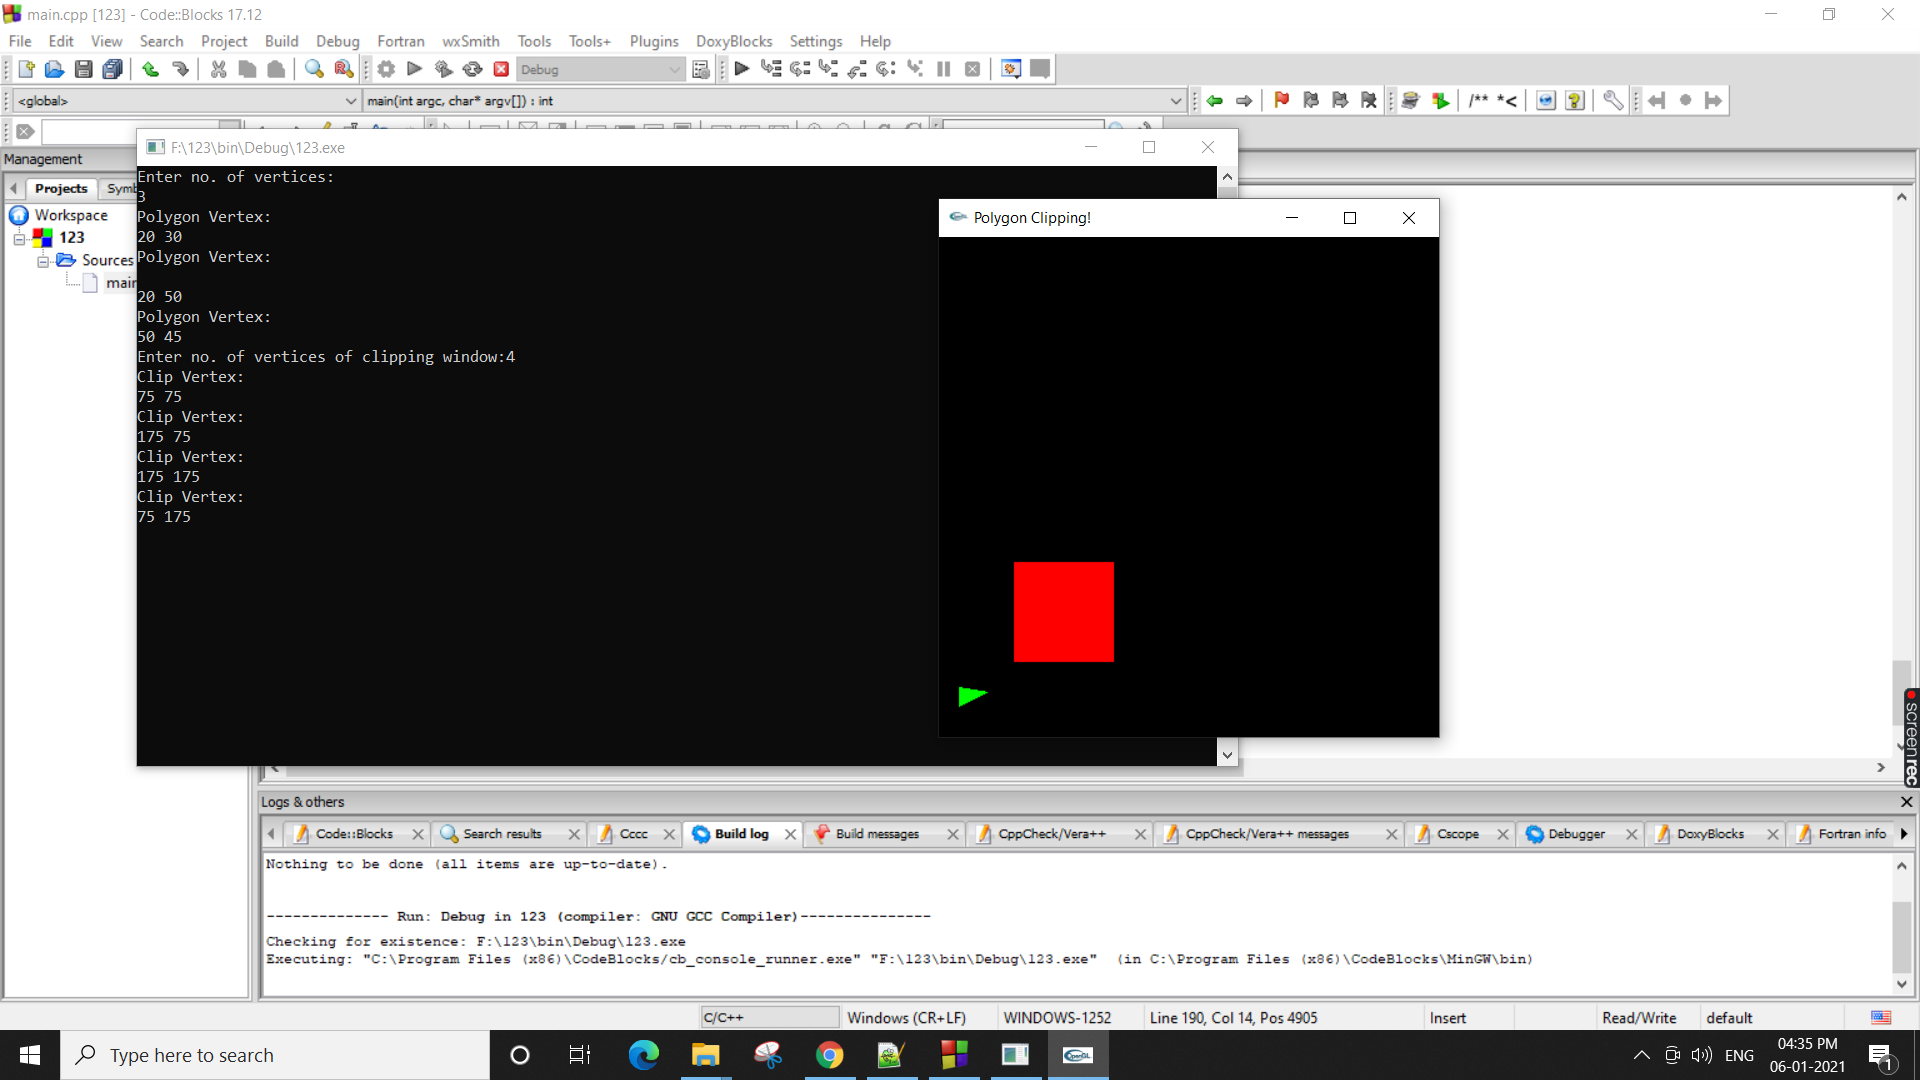 main.cpp [123] - Code::Blocks 17.12
File Edit View Search Project Build Debug Fortran wxSmith Tools Tools+ Plugins DoxyBlocks Settings Help
Debug
<global> main(int argc, char* argv[]) : int /** *<
Management
Projects
Workspace
123
Sources
F:\123\bin\Debug\123.exe
Enter no. of vertices:
3
Polygon Vertex:
20 30
Polygon Vertex:
20 50
Polygon Vertex:
50 45
Enter no. of vertices of clipping window:4
Clip Vertex:
75 75
Clip Vertex:
175 75
Clip Vertex:
175 175
Clip Vertex:
75 175
Polygon Clipping!
screenrec
Logs & others
Code::Blocks Search results Cccc Build log Build messages CppCheck/Vera++ CppCheck/Vera++ messages Cscope Debugger DoxyBlocks Fortran info
Nothing to be done (all items are up-to-date).
-------------- Run: Debug in 123 (compiler: GNU GCC Compiler)---------------
Checking for existence: F:\123\bin\Debug\123.exe
Executing: "C:\Program Files (x86)\CodeBlocks/cb_console_runner.exe" "F:\123\bin\Debug\123.exe"  (in C:\Program Files (x86)\CodeBlocks\MinGW\bin)
C/C++ Windows (CR+LF) WINDOWS-1252 Line 190, Col 14, Pos 4905 Insert Read/Write default
Type here to search
OpenGL
ENG
04:35 PM
06-01-2021
1